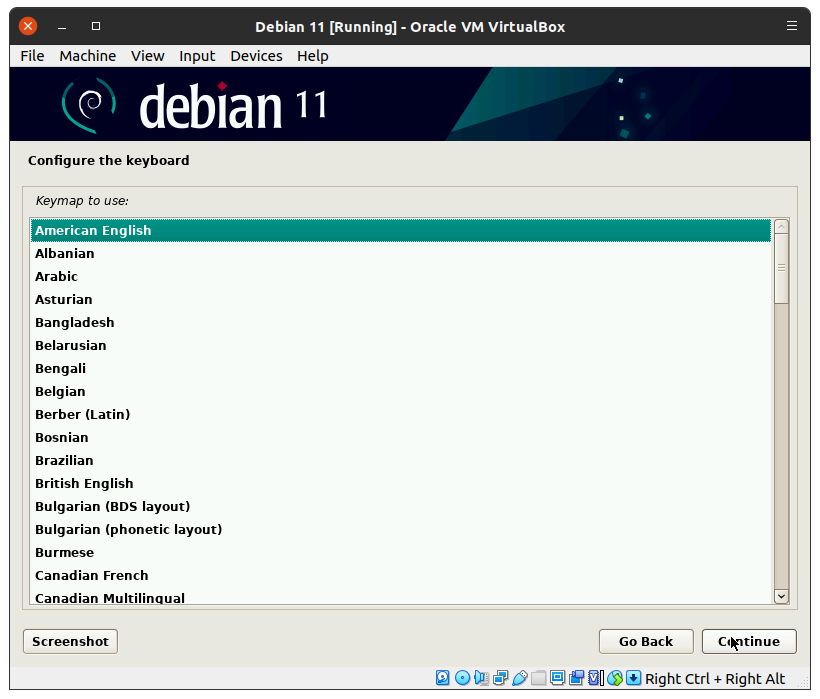 Debian 11 [Running] - Oracle VM VirtualBox
File Machine View Input Devices Help
debian 11
Configure the keyboard
Keymap to use:
American English
Albanian
Arabic
Asturian
Bangladesh
Belarusian
Bengali
Belgian
Berber (Latin)
Bosnian
Brazilian
British English
Bulgarian (BDS layout)
Bulgarian (phonetic layout)
Burmese
Canadian French
Canadian Multilingual
Screenshot Go Back Continue
Right Ctrl + Right Alt